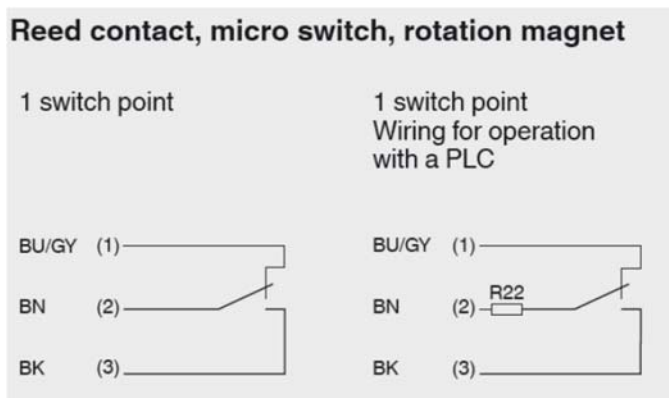 Reed contact, micro switch, rotation magnet
1 switch point
BU/GY (1)
BN (2)
BK (3)
1 switch point
Wiring for operation
with a PLC
BU/GY (1)
BN (2) R22
BK (3)